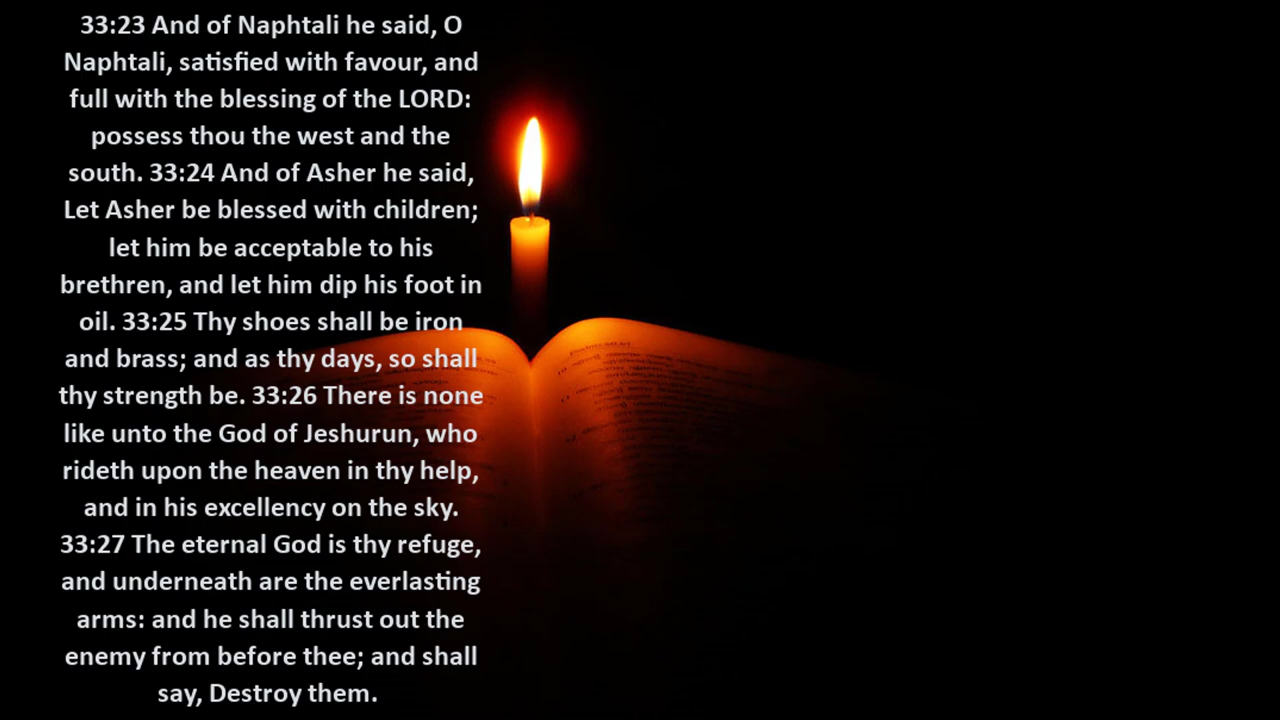 33:23 And of Naphtali he said, O
Naphtali, satisfied with favour, and
full with the blessing of the LORD:
possess thou the west and the
south. 33:24 And of Asher he said,
Let Asher be blessed with children;
let him be acceptable to his
brethren, and let him dip his foot in
oil. 33:25 Thy shoes shall be iron
and brass; and as thy days, so shall
thy strength be. 33:26 There is none
like unto the God of Jeshurun, who
rideth upon the heaven in thy help,
and in his excellency on the sky.
33:27 The eternal God is thy refuge,
and underneath are the everlasting
arms: and he shall thrust out the
enemy from before thee; and shall
say, Destroy them.